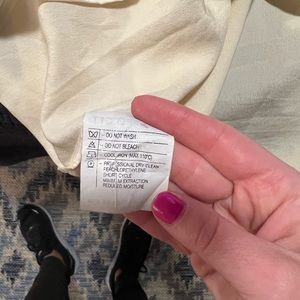 - DO NOT WASH
- DO NOT BLEACH
- COOL IRON (MAX 110°C)
- PROFESSIONAL DRY CLEAN
PERCHLORETHYLENE
SHORT CYCLE
MINIMUM EXTRACTION
REDUCED MOISTURE